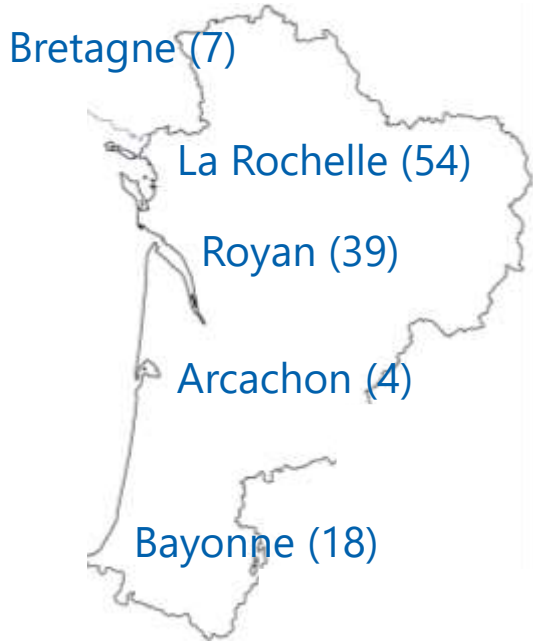 Bretagne (7)
La Rochelle (54)
Royan (39)
Arcachon (4)
Bayonne (18)